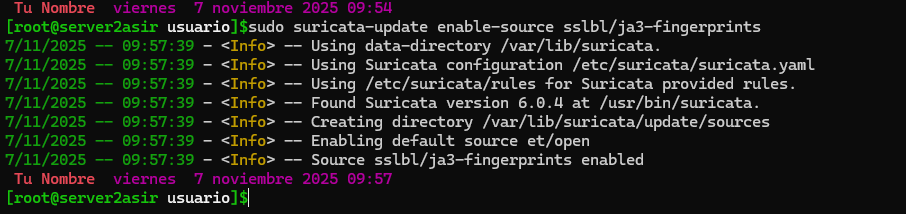 Tu Nombre viernes 7 noviembre 2025 09:54
[root@server2asir usuario]$sudo suricata-update enable-source sslbl/ja3-fingerprints
7/11/2025 -- 09:57:39 - <Info> -- Using data-directory /var/lib/suricata.
7/11/2025 -- 09:57:39 - <Info> -- Using Suricata configuration /etc/suricata/suricata.yaml
7/11/2025 -- 09:57:39 - <Info> -- Using /etc/suricata/rules for Suricata provided rules.
7/11/2025 -- 09:57:39 - <Info> -- Found Suricata version 6.0.4 at /usr/bin/suricata.
7/11/2025 -- 09:57:39 - <Info> -- Creating directory /var/lib/suricata/update/sources
7/11/2025 -- 09:57:39 - <Info> -- Enabling default source et/open
7/11/2025 -- 09:57:39 - <Info> -- Source sslbl/ja3-fingerprints enabled
Tu Nombre viernes 7 noviembre 2025 09:57
[root@server2asir usuario]$